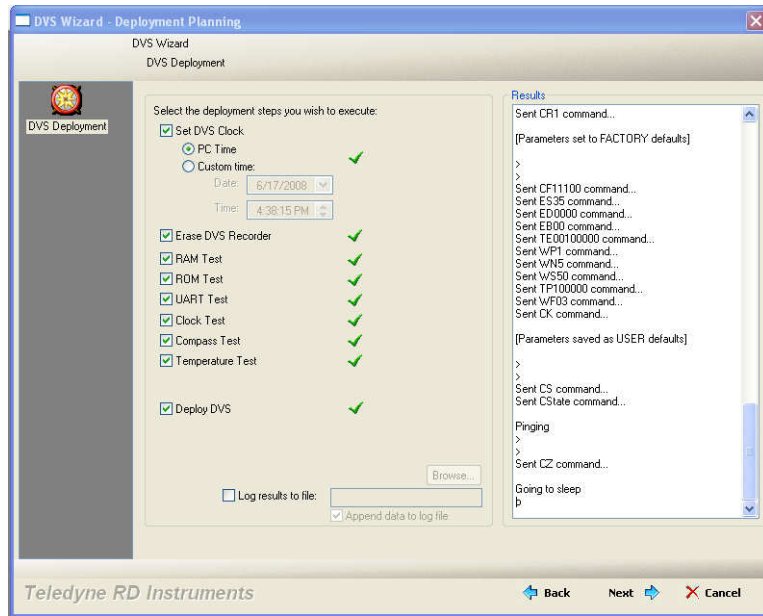 DVS Wizard - Deployment Planning
DVS Wizard
DVS Deployment
DVS Deployment
Select the deployment steps you wish to execute:
Set DVS Clock
PC Time
Custom time:
Date: 6/17/2008
Time: 4:38:15 PM
Erase DVS Recorder
RAM Test
ROM Test
UART Test
Clock Test
Compass Test
Temperature Test
Deploy DVS
Browse...
Log results to file:
Append data to log file
Results
Sent CR1 command...
[Parameters set to FACTORY defaults]
>
>
Sent CF11100 command...
Sent ES35 command...
Sent ED0000 command...
Sent EB00 command...
Sent TE00100000 command...
Sent WP1 command...
Sent WN5 command...
Sent WS50 command...
Sent TP100000 command...
Sent WF03 command...
Sent CK command...
[Parameters saved as USER defaults]
>
>
Sent CS command...
Sent CState command...
Pinging
>
>
Sent CZ command...
Going to sleep
þ
Teledyne RD Instruments
Back
Next
Cancel